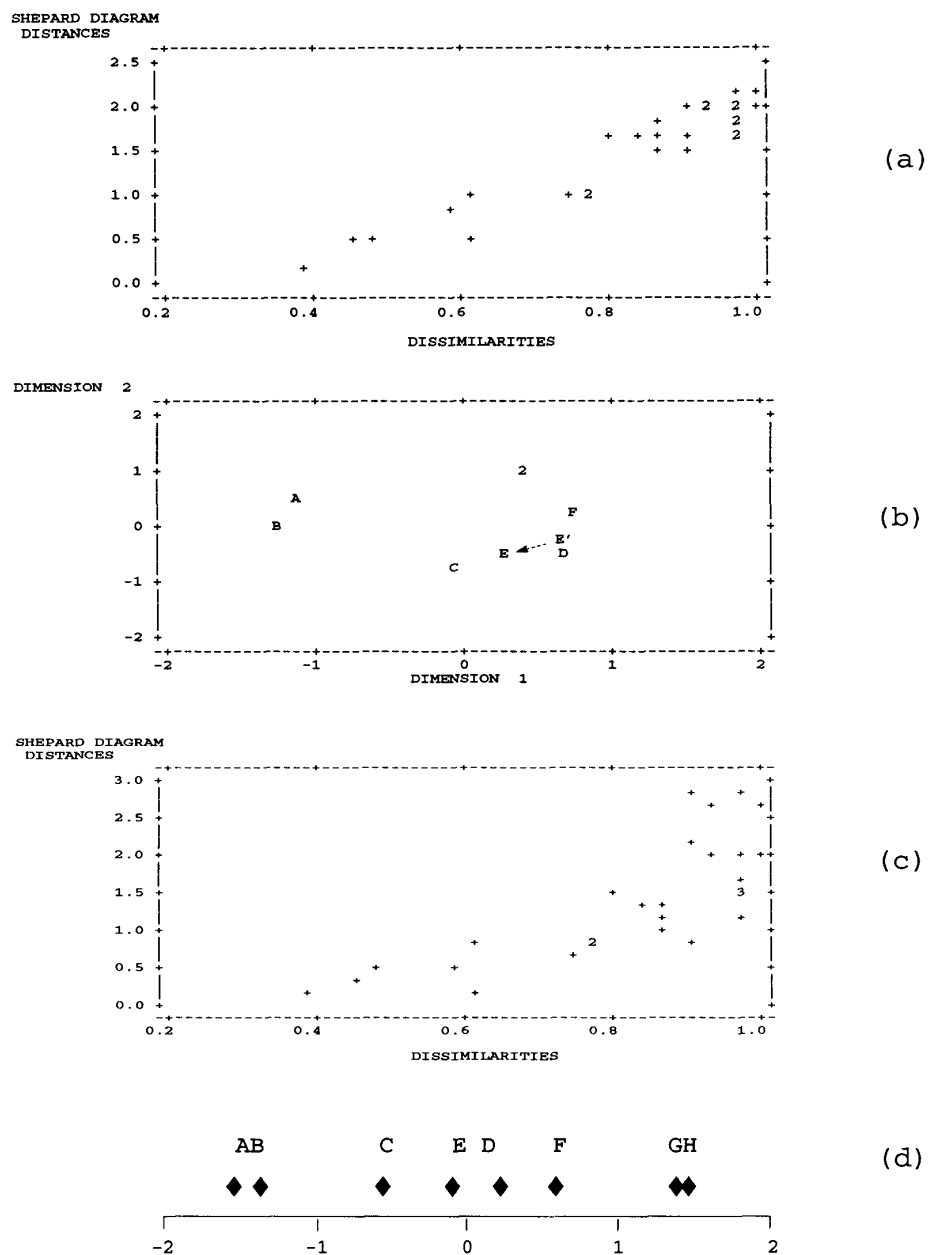 SHEPARD DIAGRAM
DISTANCES
2.5
2.0
1.5
1.0
0.5
0.0
2 2
2
2
2
0.2 0.4 0.6 0.8 1.0
DISSIMILARITIES
(a)
DIMENSION 2
2
1
0
-1
-2
2
A
F
B
E'
E D
C
-2 -1 0 1 2
DIMENSION 1
(b)
SHEPARD DIAGRAM
DISTANCES
3.0
2.5
2.0
1.5
1.0
0.5
0.0
3
2
0.2 0.4 0.6 0.8 1.0
DISSIMILARITIES
(c)
AB C E D F GH
-2 -1 0 1 2
(d)